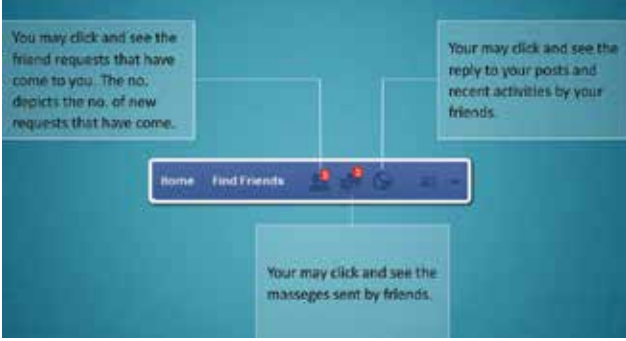 You may click and see the
friend requests that have
come to you. The no.
depicts the no. of new
requests that have come.
Your may click and see the
reply to your posts and
recent activities by your
friends.
Home Find Friends
Your may click and see the
masseges sent by friends.